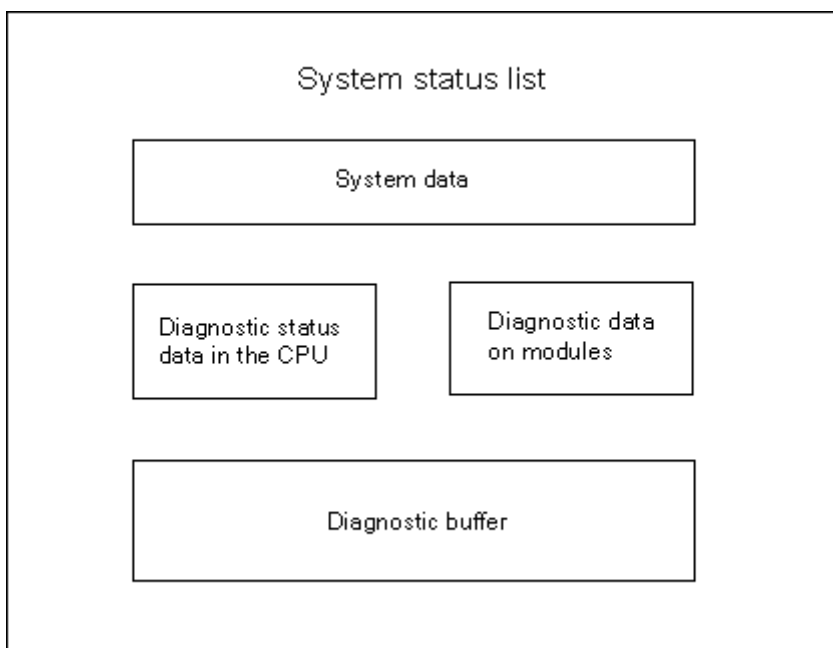 System status list
System data
Diagnostic status
data in the CPU
Diagnostic data
on modules
Diagnostic buffer